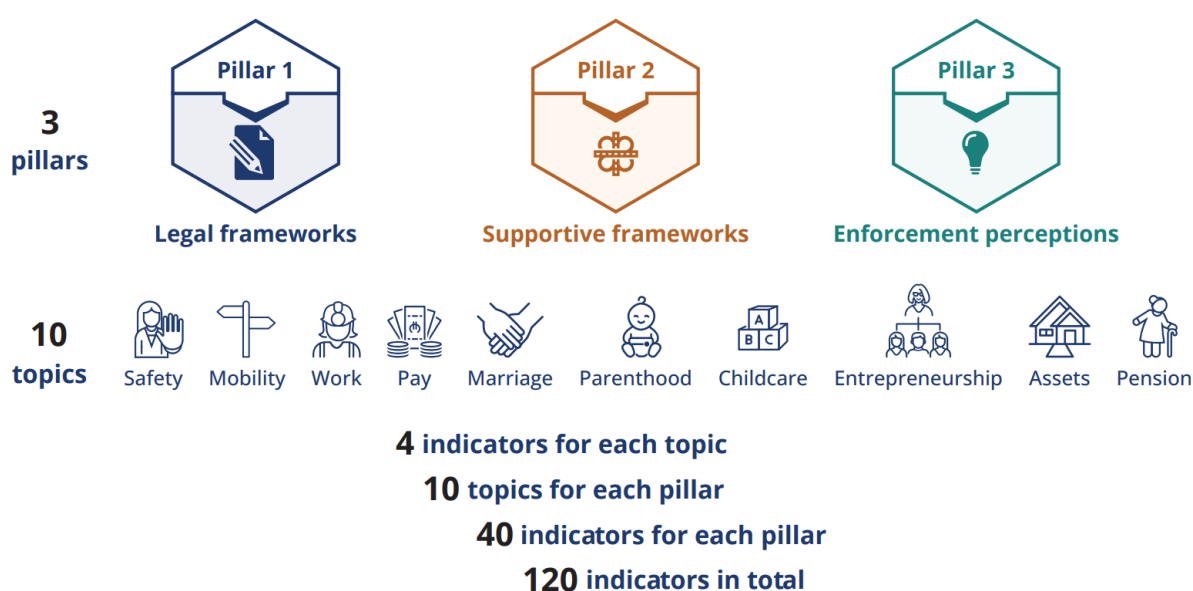 Pillar 1
Pillar 2
Pillar 3
3
pillars
Legal frameworks
Supportive frameworks
Enforcement perceptions
10
topics
A
B C
Safety
Mobility
Work
Pay
Marriage
Parenthood
Childcare
Entrepreneurship
Assets
Pension
4 indicators for each topic
10 topics for each pillar
40 indicators for each pillar
120 indicators in total